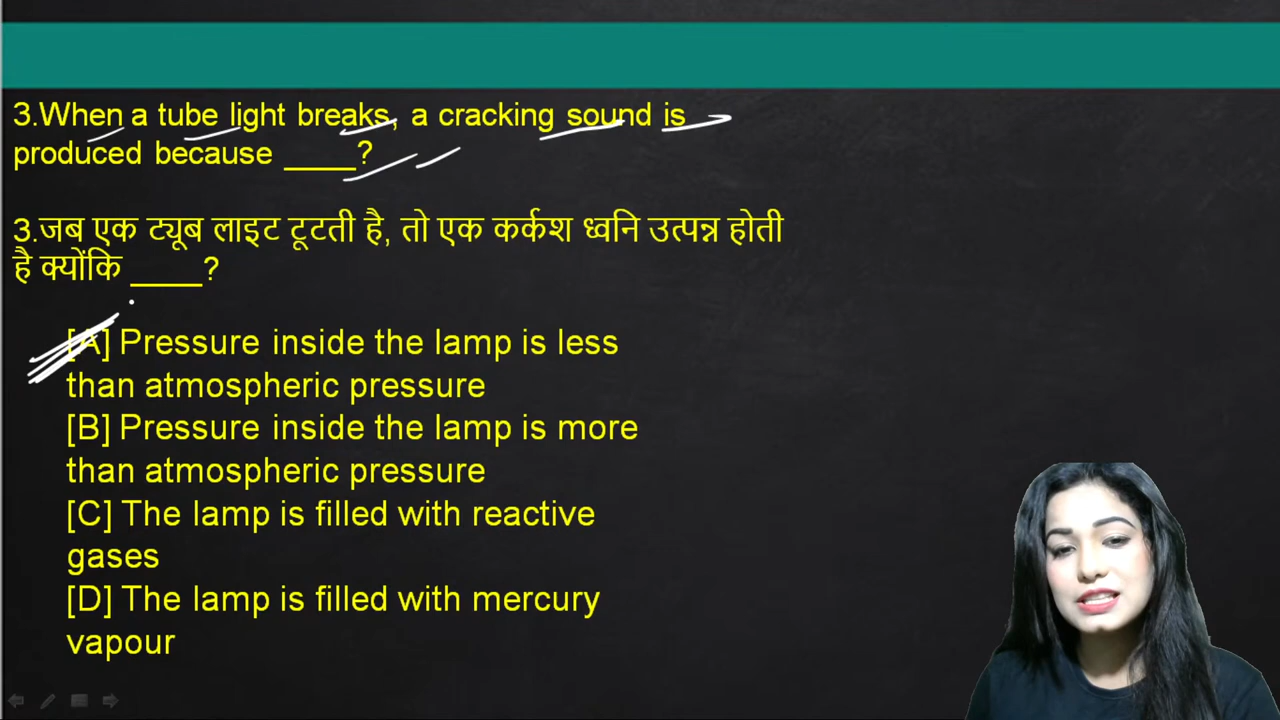 3.When a tube light breaks, a cracking sound is
produced because ____?
3.जब एक ट्यूब लाइट टूटती है, तो एक कर्कश ध्वनि उत्पन्न होती
है क्योंकि ____?
[A] Pressure inside the lamp is less
than atmospheric pressure
[B] Pressure inside the lamp is more
than atmospheric pressure
[C] The lamp is filled with reactive
gases
[D] The lamp is filled with mercury
vapour